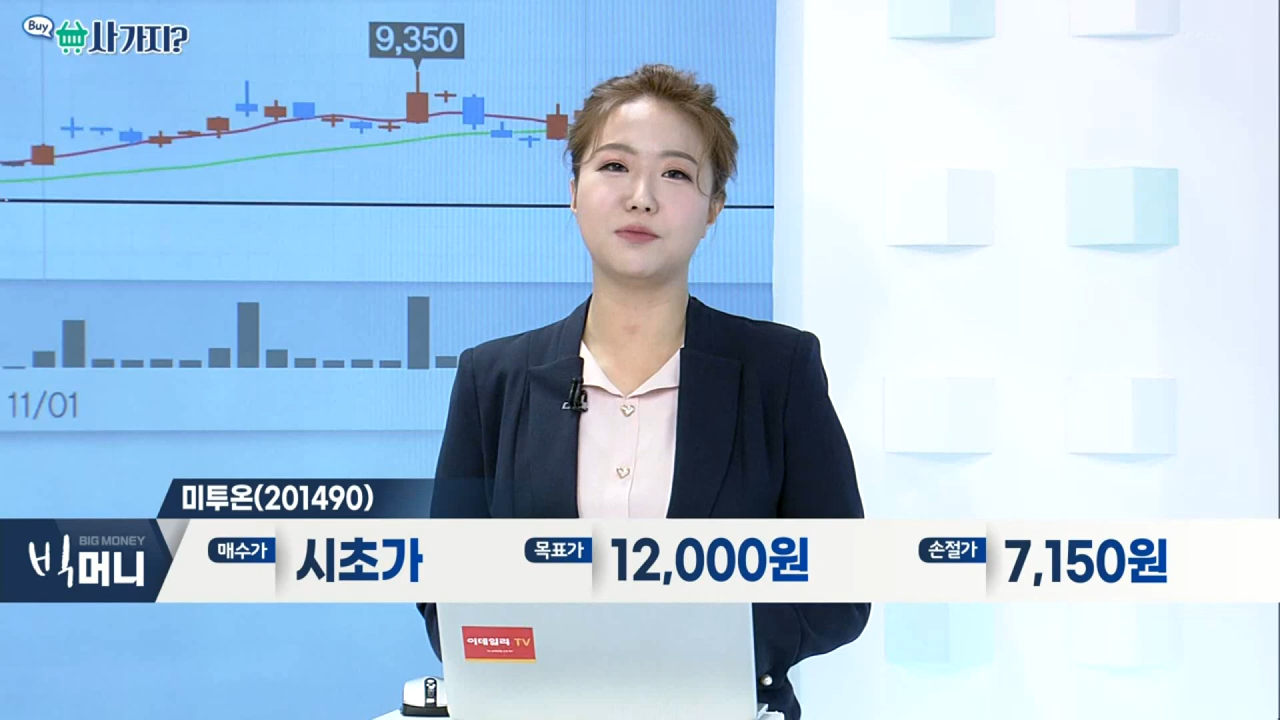 Buy
사가지?
9,350
11/01
미투온(201490)
BIG MONEY
빅머니
매수가
시초가
목표가
12,000원
손절가
7,150원
이데일리 TV